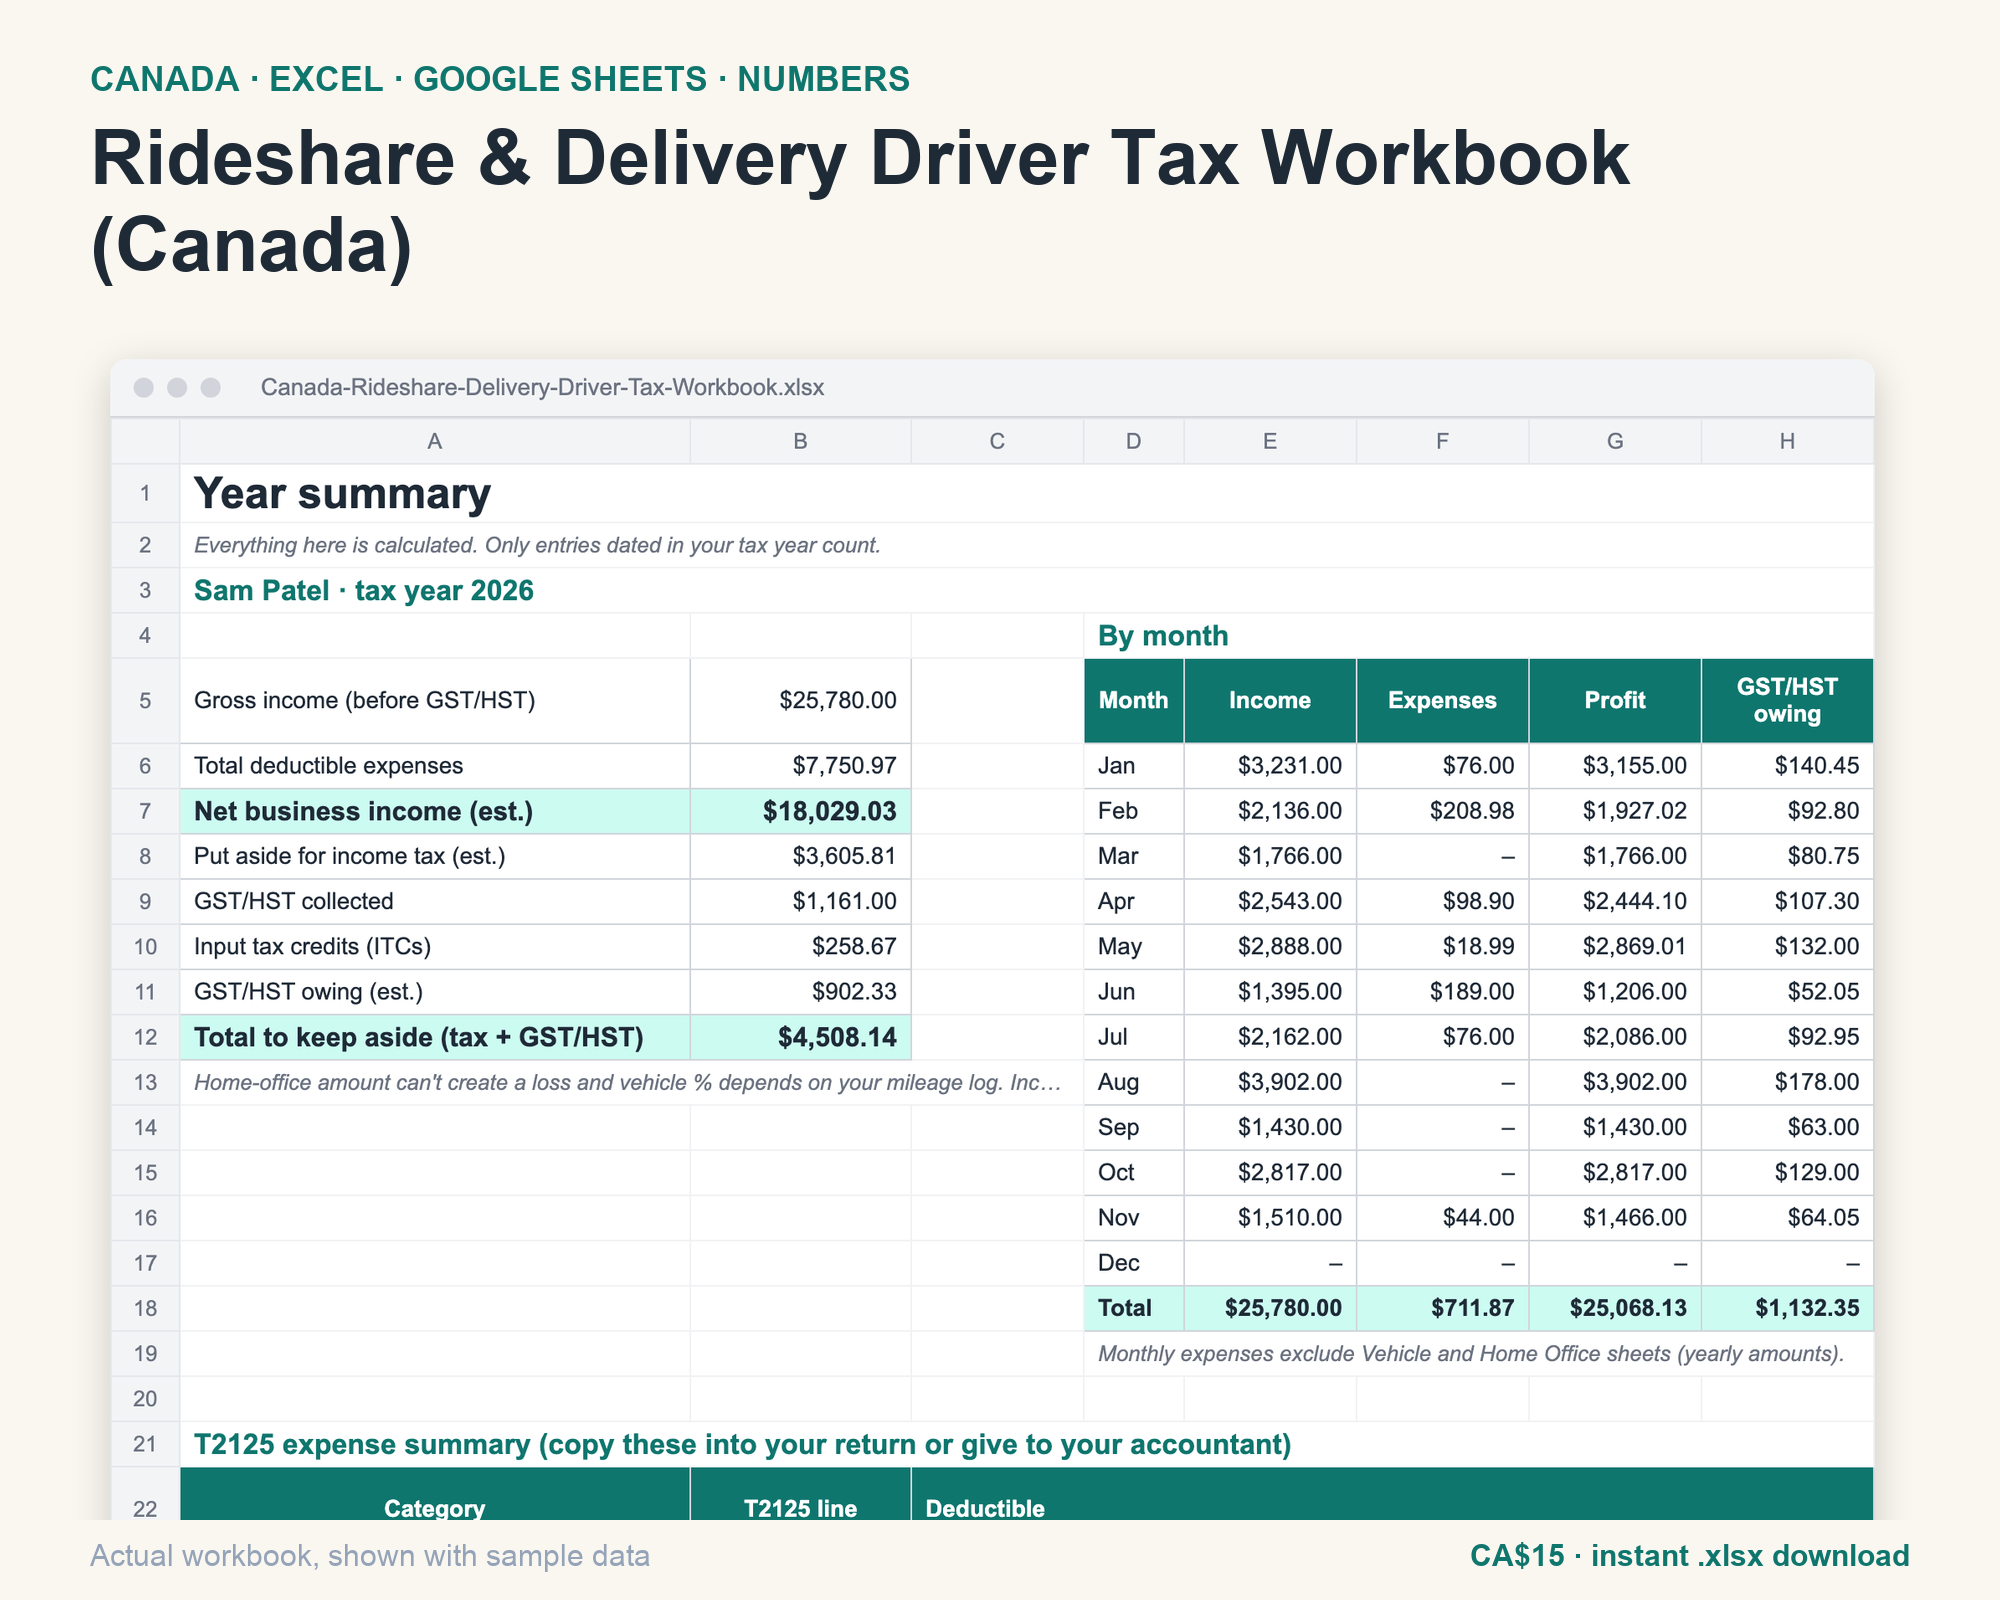 CANADA · EXCEL · GOOGLE SHEETS · NUMBERS
Rideshare & Delivery Driver Tax Workbook
(Canada)
Canada-Rideshare-Delivery-Driver-Tax-Workbook.xlsx
A B C D E F G H
1 Year summary
2 Everything here is calculated. Only entries dated in your tax year count.
3 Sam Patel · tax year 2026
4 By month
5 Gross income (before GST/HST) $25,780.00 Month Income Expenses Profit GST/HST owing
6 Total deductible expenses $7,750.97 Jan $3,231.00 $76.00 $3,155.00 $140.45
7 Net business income (est.) $18,029.03 Feb $2,136.00 $208.98 $1,927.02 $92.80
8 Put aside for income tax (est.) $3,605.81 Mar $1,766.00 – $1,766.00 $80.75
9 GST/HST collected $1,161.00 Apr $2,543.00 $98.90 $2,444.10 $107.30
10 Input tax credits (ITCs) $258.67 May $2,888.00 $18.99 $2,869.01 $132.00
11 GST/HST owing (est.) $902.33 Jun $1,395.00 $189.00 $1,206.00 $52.05
12 Total to keep aside (tax + GST/HST) $4,508.14 Jul $2,162.00 $76.00 $2,086.00 $92.95
13 Home-office amount can't create a loss and vehicle % depends on your mileage log. Inc… Aug $3,902.00 – $3,902.00 $178.00
14 Sep $1,430.00 – $1,430.00 $63.00
15 Oct $2,817.00 – $2,817.00 $129.00
16 Nov $1,510.00 $44.00 $1,466.00 $64.05
17 Dec – – – –
18 Total $25,780.00 $711.87 $25,068.13 $1,132.35
19 Monthly expenses exclude Vehicle and Home Office sheets (yearly amounts).
20
21 T2125 expense summary (copy these into your return or give to your accountant)
22 Category T2125 line Deductible
Actual workbook, shown with sample data
CA$15 · instant .xlsx download